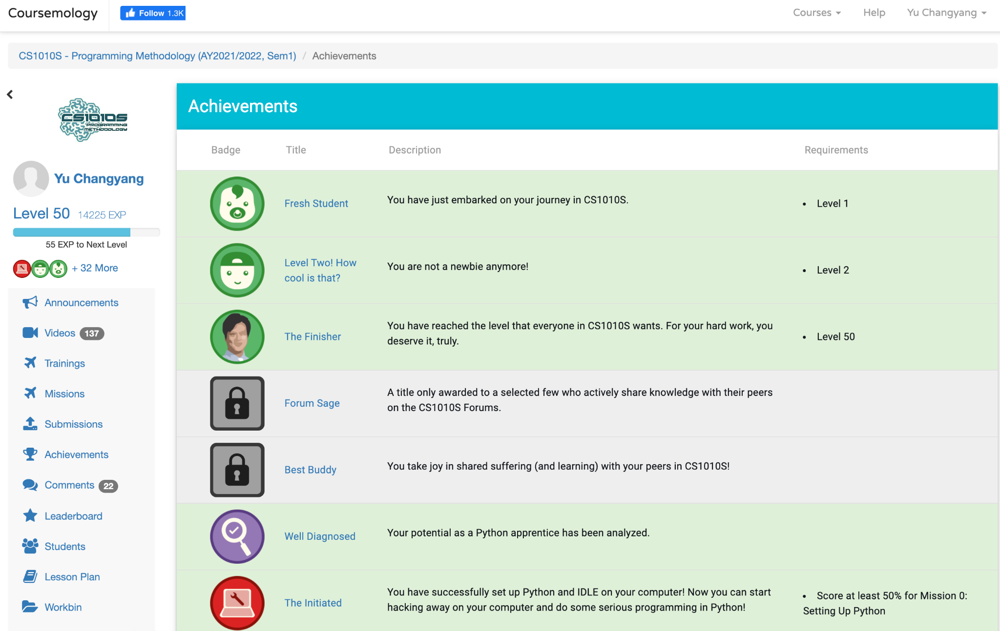 Coursemology
Follow 1.3K
Courses
Help
Yu Changyang
CS1010S - Programming Methodology (AY2021/2022, Sem1) / Achievements
CS1010S
PROGRAMMING
METHODOLOGY
Yu Changyang
Level 50 14225 EXP
55 EXP to Next Level
+ 32 More
Announcements
Videos 137
Trainings
Missions
Submissions
Achievements
Comments 22
Leaderboard
Students
Lesson Plan
Workbin
Achievements
Badge Title Description Requirements
Fresh Student
You have just embarked on your journey in CS1010S.
• Level 1
Level Two! How
cool is that?
You are not a newbie anymore!
• Level 2
The Finisher
You have reached the level that everyone in CS1010S wants. For your hard work, you
deserve it, truly.
• Level 50
Forum Sage
A title only awarded to a selected few who actively share knowledge with their peers
on the CS1010S Forums.
Best Buddy
You take joy in shared suffering (and learning) with your peers in CS1010S!
Well Diagnosed
Your potential as a Python apprentice has been analyzed.
The Initiated
You have successfully set up Python and IDLE on your computer! Now you can start
hacking away on your computer and do some serious programming in Python!
• Score at least 50% for Mission 0:
Setting Up Python